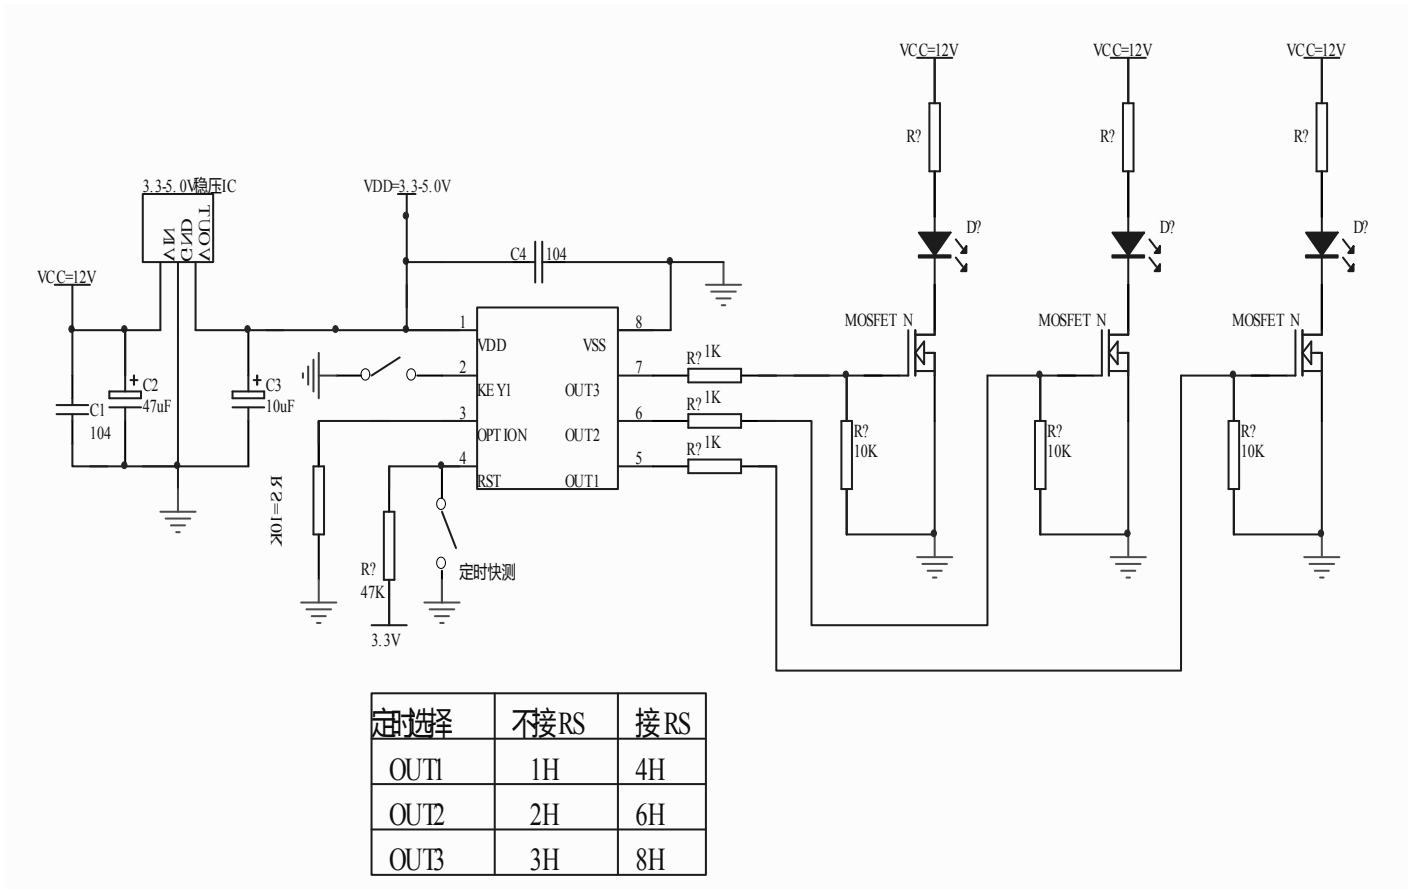 VCC=12V
VCC=12V
VCC=12V
R?
R?
R?
3.3-5.0V稳压IC
VIN
GND
VOUT
VDD=3.3-5.0V
D?
D?
D?
C4
104
VCC=12V
MOSFET N
MOSFET N
MOSFET N
1
8
VDD
VSS
2
7
R?
1K
KEY1
OUT3
C1
104
C2
47uF
C3
10uF
3
6
R?
1K
OPTION
OUT2
R?
10K
R?
10K
R?
10K
4
5
R?
1K
RST
OUT1
RS=10K
R?
47K
定时快测
3.3V
定时选择 不接RS 接RS
OUT1 1H 4H
OUT2 2H 6H
OUT3 3H 8H